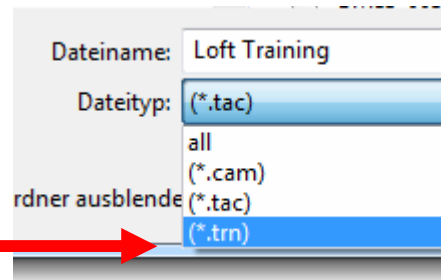 Dateiname: Loft Training
Dateityp: (*.tac)
all
(*.cam)
rdner ausblende (*.tac)
(*.trn)